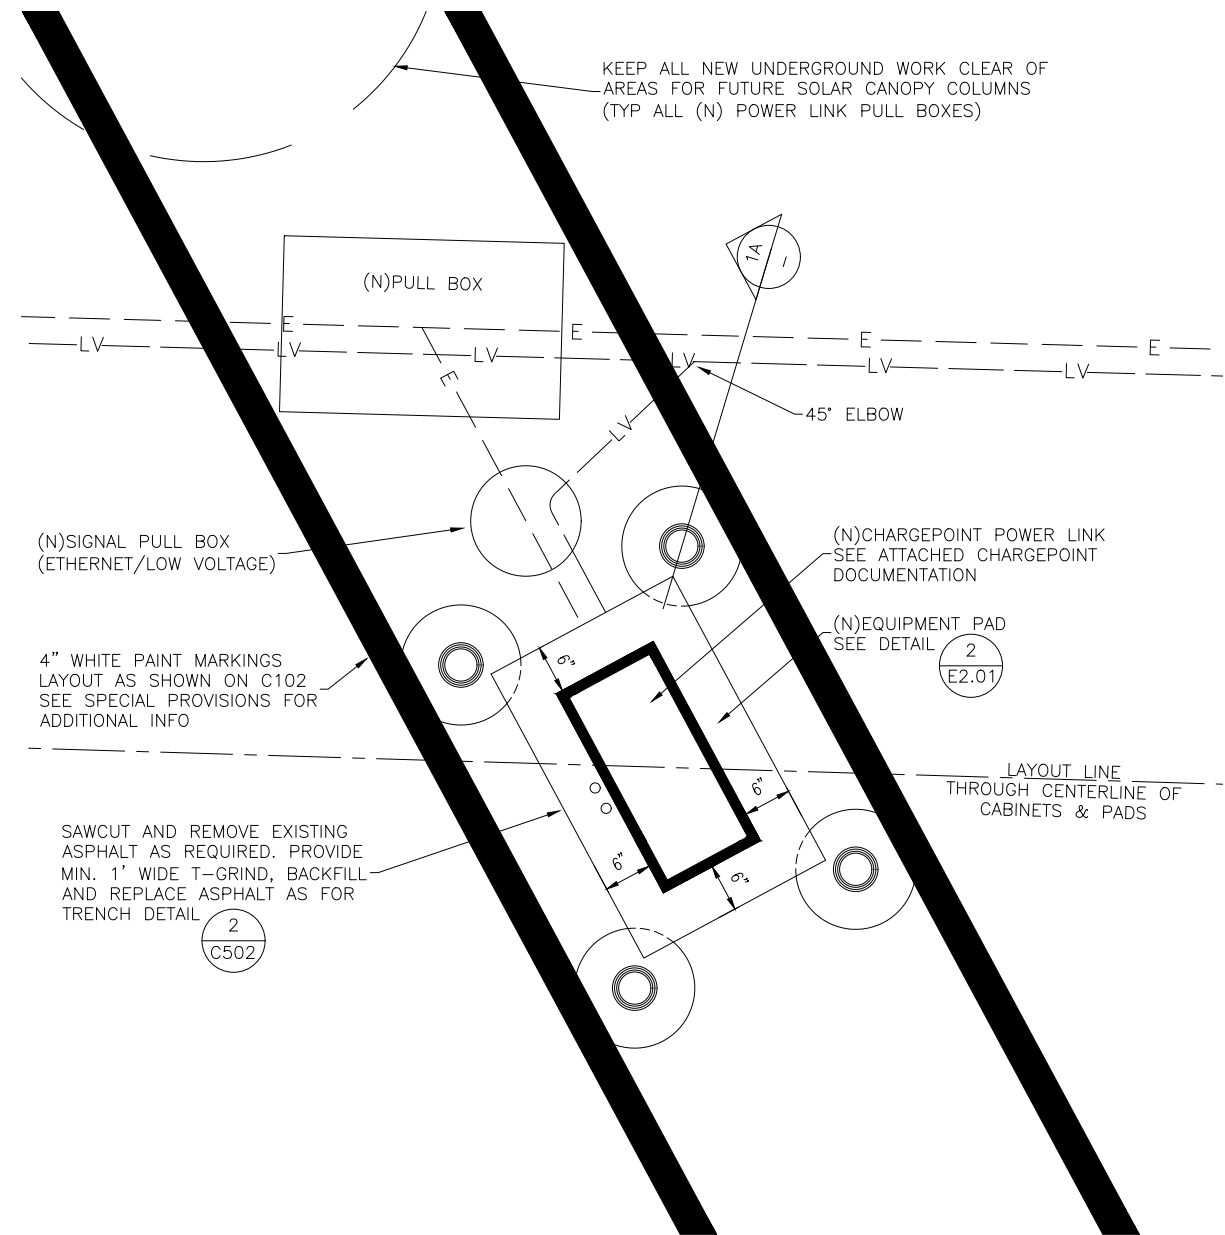 KEEP ALL NEW UNDERGROUND WORK CLEAR OF
AREAS FOR FUTURE SOLAR CANOPY COLUMNS
(TYP ALL (N) POWER LINK PULL BOXES)
1A
–
(N)PULL BOX
E
E
E
E
LV
LV
LV
LV
LV
LV
E
LV
45° ELBOW
(N)SIGNAL PULL BOX
(ETHERNET/LOW VOLTAGE)
(N)CHARGEPOINT POWER LINK
SEE ATTACHED CHARGEPOINT
DOCUMENTATION
(N)EQUIPMENT PAD
SEE DETAIL
2
E2.01
4" WHITE PAINT MARKINGS
LAYOUT AS SHOWN ON C102
SEE SPECIAL PROVISIONS FOR
ADDITIONAL INFO
6"
6"
6"
6"
LAYOUT LINE
THROUGH CENTERLINE OF
CABINETS & PADS
SAWCUT AND REMOVE EXISTING
ASPHALT AS REQUIRED. PROVIDE
MIN. 1' WIDE T-GRIND, BACKFILL
AND REPLACE ASPHALT AS FOR
TRENCH DETAIL
2
C502